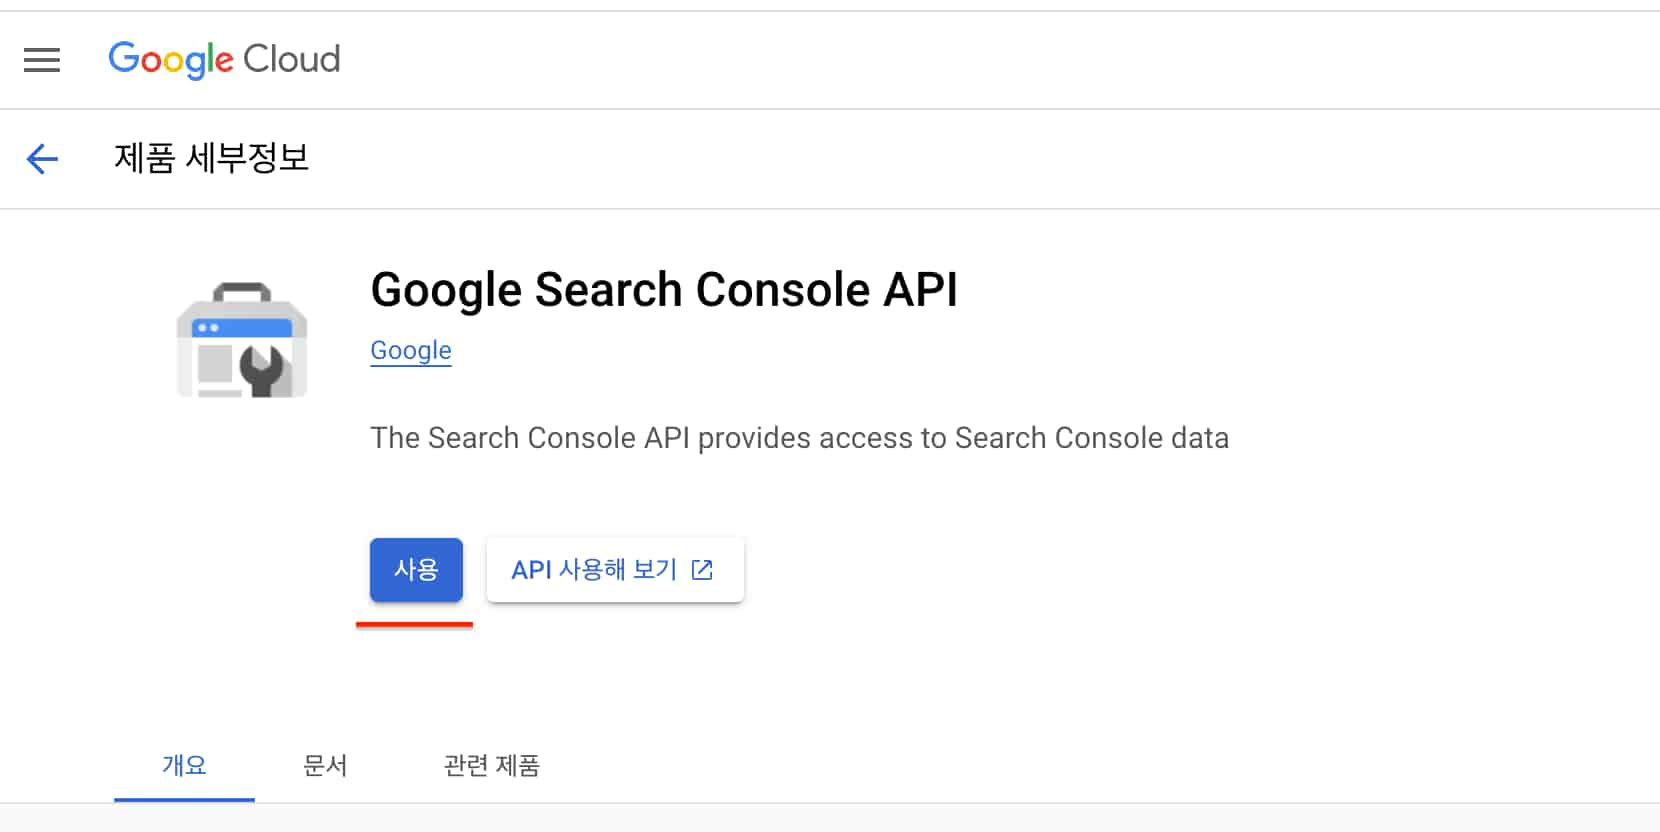 Google Cloud
제품 세부정보
Google Search Console API
Google
The Search Console API provides access to Search Console data
사용
API 사용해 보기
개요
문서
관련 제품